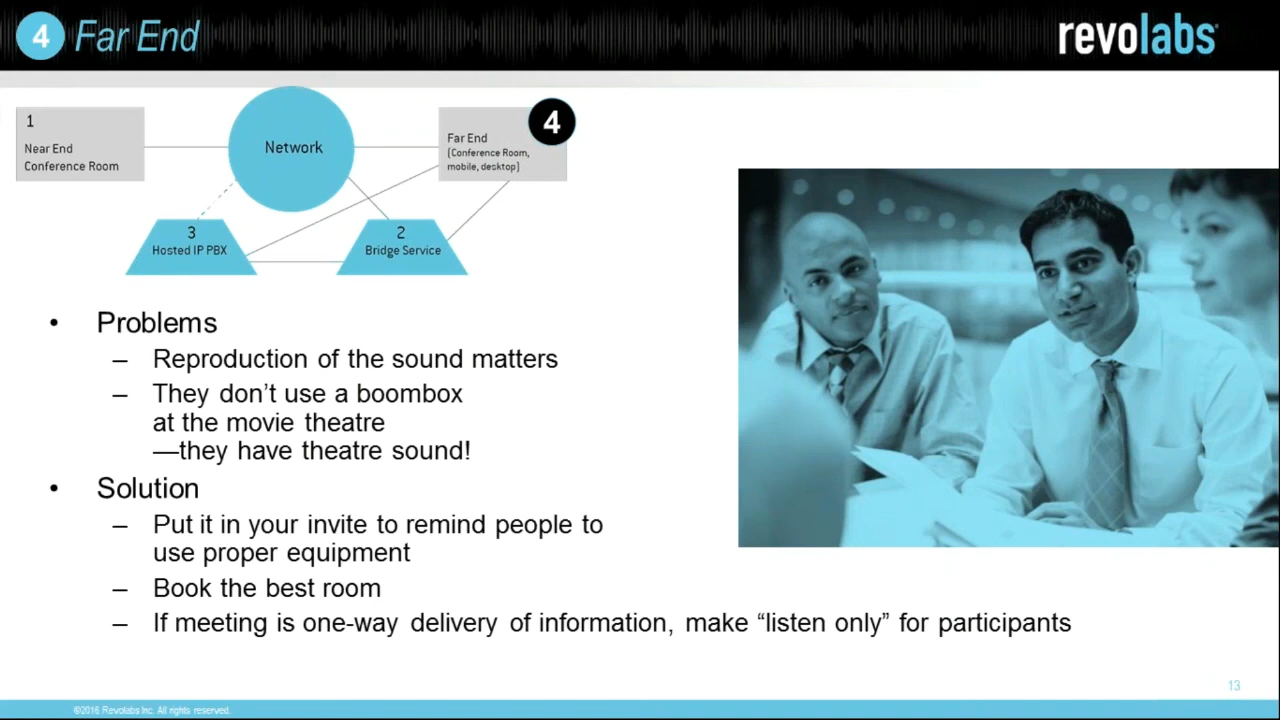 4 Far End
revolabs
1
Near End
Conference Room
Network
4
Far End
(Conference Room,
mobile, desktop)
3
Hosted IP PBX
2
Bridge Service
• Problems
– Reproduction of the sound matters
– They don’t use a boombox
at the movie theatre
—they have theatre sound!
• Solution
– Put it in your invite to remind people to
use proper equipment
– Book the best room
– If meeting is one-way delivery of information, make “listen only” for participants
13
©2016 Revolabs Inc. All rights reserved.